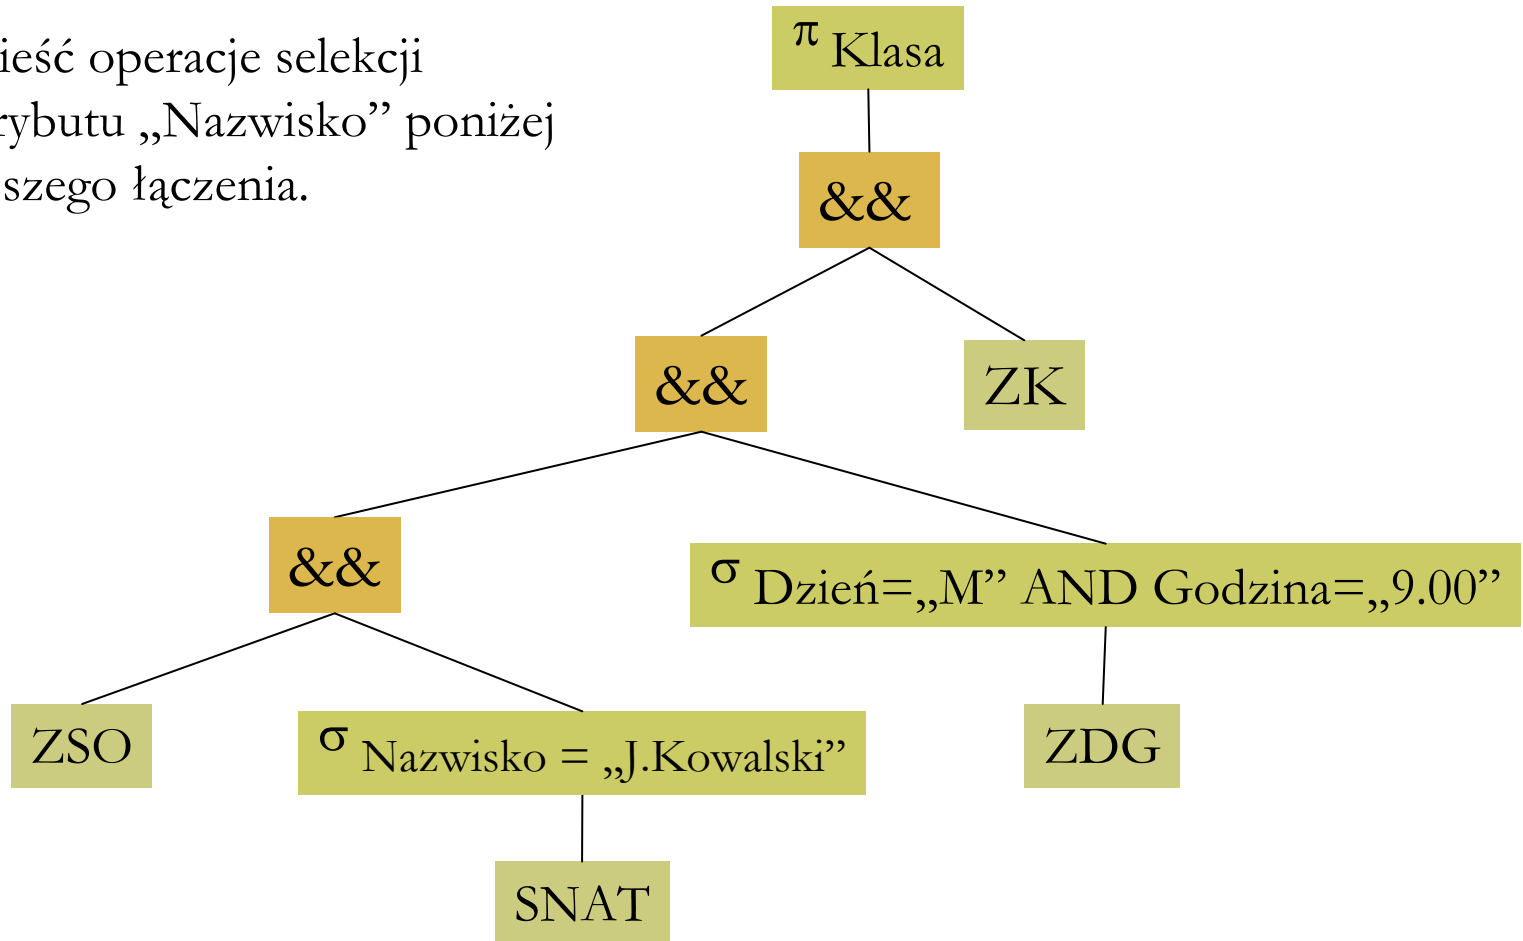 ieść operacje selekcji
rybutu „Nazwisko” poniżej
szego łączenia.
π Klasa
&&
&&
ZK
&&
σ Dzień=„M” AND Godzina=„9.00”
ZSO
σ Nazwisko = „J.Kowalski”
ZDG
SNAT